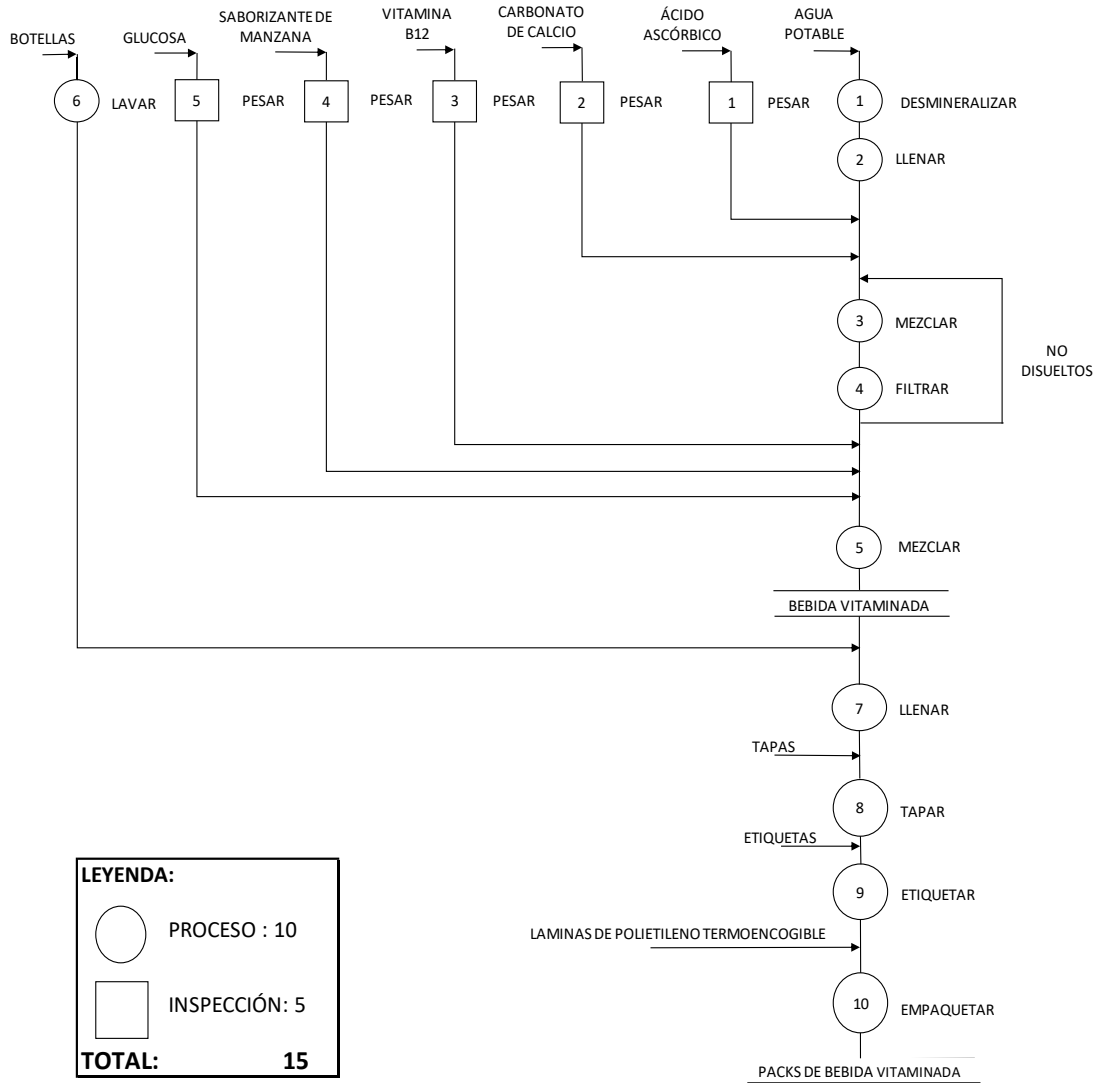 BOTELLAS
GLUCOSA
SABORIZANTE DE
MANZANA
VITAMINA
B12
CARBONATO
DE CALCIO
ÁCIDO
ASCÓRBICO
AGUA
POTABLE
6 LAVAR
5 PESAR
4 PESAR
3 PESAR
2 PESAR
1 PESAR
1 DESMINERALIZAR
2 LLENAR
3 MEZCLAR
NO
DISUELTOS
4 FILTRAR
5 MEZCLAR
BEBIDA VITAMINADA
7 LLENAR
TAPAS
8 TAPAR
ETIQUETAS
9 ETIQUETAR
LAMINAS DE POLIETILENO TERMOENCOGIBLE
10 EMPAQUETAR
PACKS DE BEBIDA VITAMINADA
LEYENDA:
PROCESO : 10
INSPECCIÓN: 5
TOTAL: 15